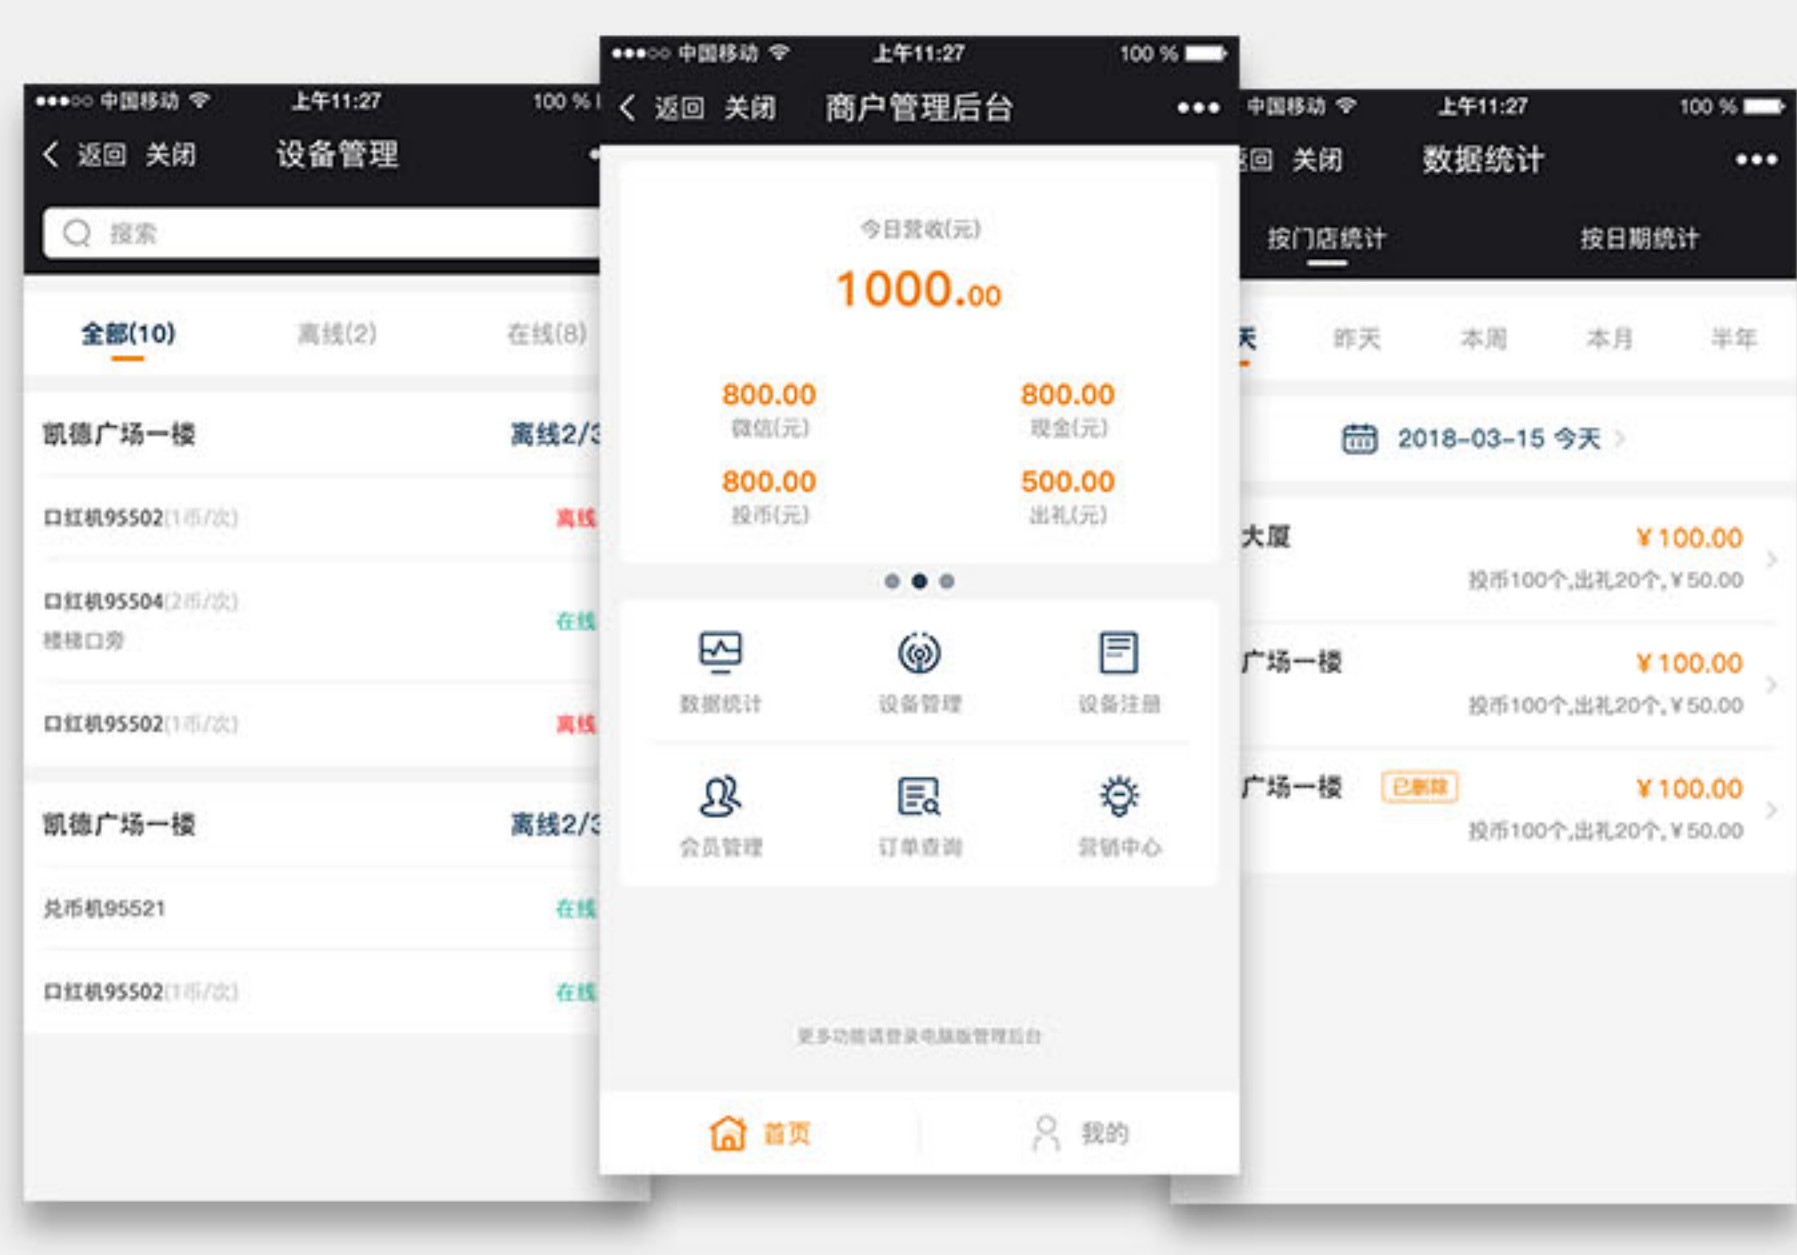 中国移动
上午11:27
100 %
返回 关闭 设备管理
搜索
全部(10)
离线(2)
在线(8)
凯德广场一楼
离线2/3
口红机95502(1币/次)
离线
口红机95504(2币/次)
在线
楼梯口旁
口红机95502(1币/次)
离线
凯德广场一楼
离线2/3
兑币机95521
在线
口红机95502(1币/次)
在线
中国移动
上午11:27
100 %
返回 关闭 商户管理后台
今日营收(元)
1000.00
800.00
微信(元)
800.00
现金(元)
800.00
投币(元)
500.00
出礼(元)
数据统计
设备管理
设备注册
会员管理
订单查询
营销中心
更多功能请登录电脑版管理后台
首页
我的
中国移动
上午11:27
100 %
回 关闭 数据统计
按门店统计
按日期统计
天
昨天
本周
本月
半年
2018-03-15 今天
大厦
¥100.00
投币100个,出礼20个,¥50.00
广场一楼
¥100.00
投币100个,出礼20个,¥50.00
广场一楼
已删除
¥100.00
投币100个,出礼20个,¥50.00